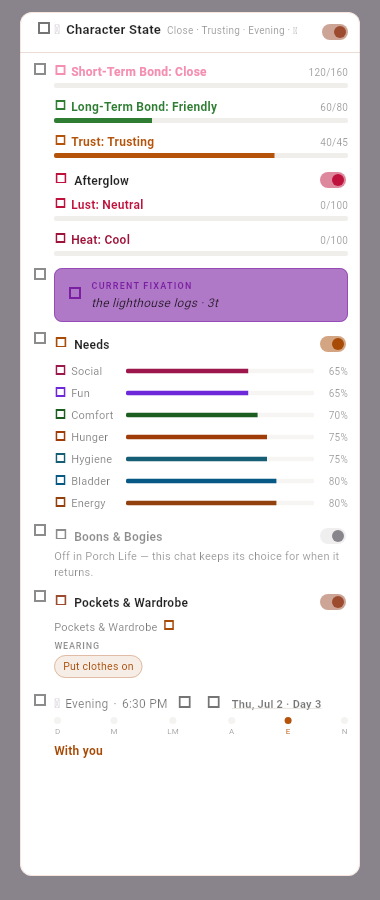 Character State Close · Trusting · Evening ·
Short-Term Bond: Close 120/160
Long-Term Bond: Friendly 60/80
Trust: Trusting 40/45
Afterglow
Lust: Neutral 0/100
Heat: Cool 0/100
CURRENT FIXATION
the lighthouse logs · 3t
Needs
Social 65%
Fun 65%
Comfort 70%
Hunger 75%
Hygiene 75%
Bladder 80%
Energy 80%
Boons & Bogies
Off in Porch Life — this chat keeps its choice for when it
returns.
Pockets & Wardrobe
Pockets & Wardrobe
WEARING
Put clothes on
Evening · 6:30 PM Thu, Jul 2 · Day 3
D M LM A E N
With you